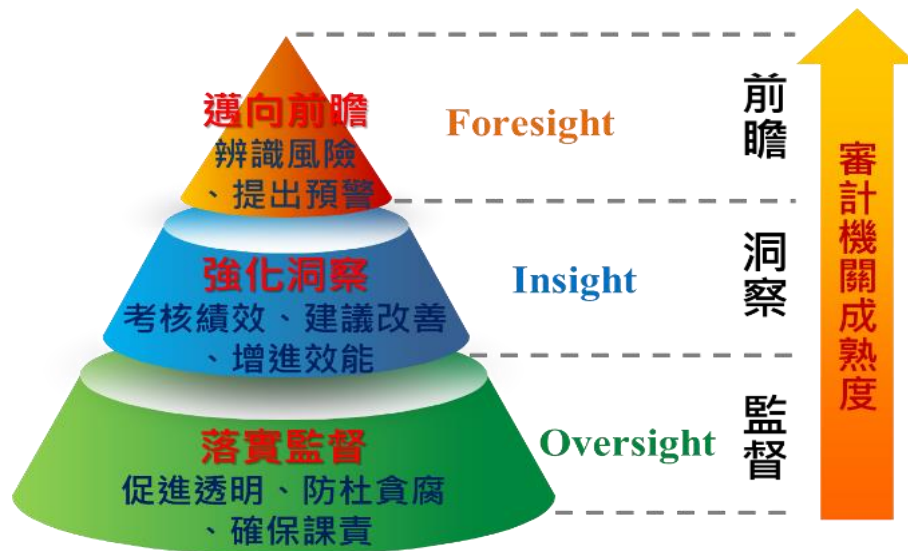 邁向前瞻
辨識風險
、提出預警
Foresight
前瞻
強化洞察
考核績效、建議改善
、增進效能
Insight
洞察
落實監督
促進透明、防杜貪腐
、確保課責
Oversight
監督
審計機關成熟度